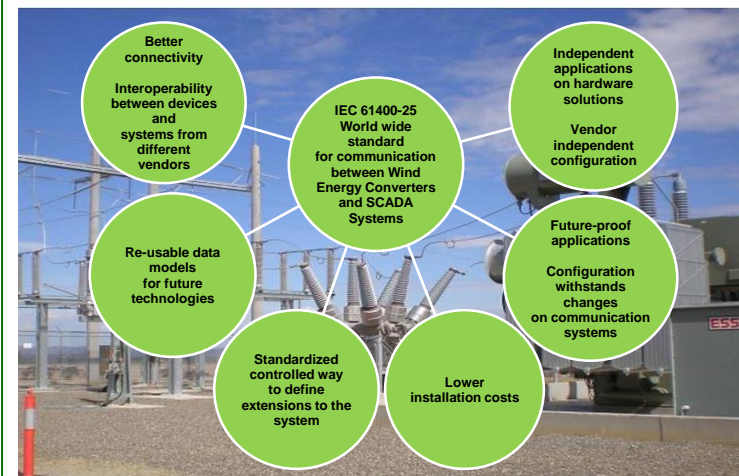 Better
connectivity
Interoperability
between devices
and
systems from
different
vendors
IEC 61400-25
World wide
standard
for communication
between Wind
Energy Converters
and SCADA
Systems
Independent
applications
on hardware
solutions
Vendor
independent
configuration
Re-usable data
models
for future
technologies
Future-proof
applications
Configuration
withstands
changes
on communication
systems
Standardized
controlled way
to define
extensions to the
system
Lower
installation costs
ESS